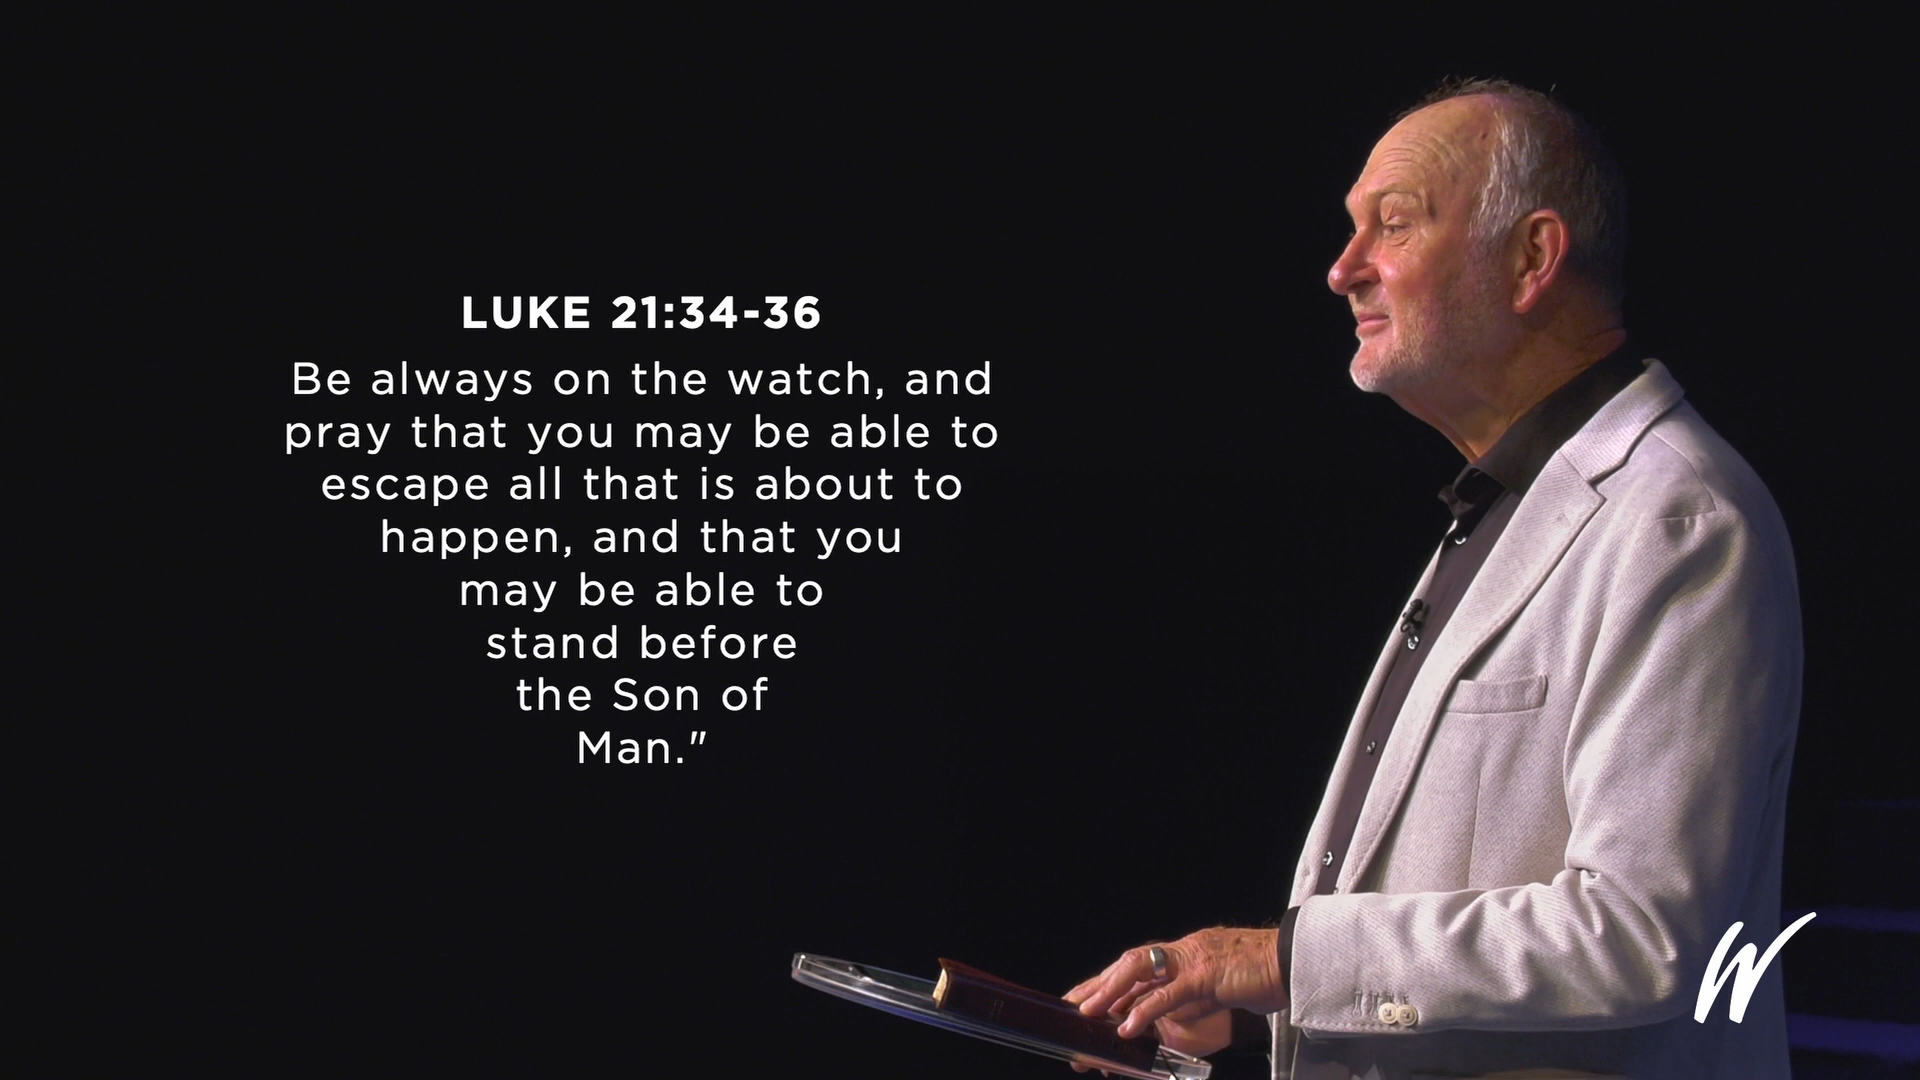 LUKE 21:34-36
Be always on the watch, and
pray that you may be able to
escape all that is about to
happen, and that you
may be able to
stand before
the Son of
Man."
W